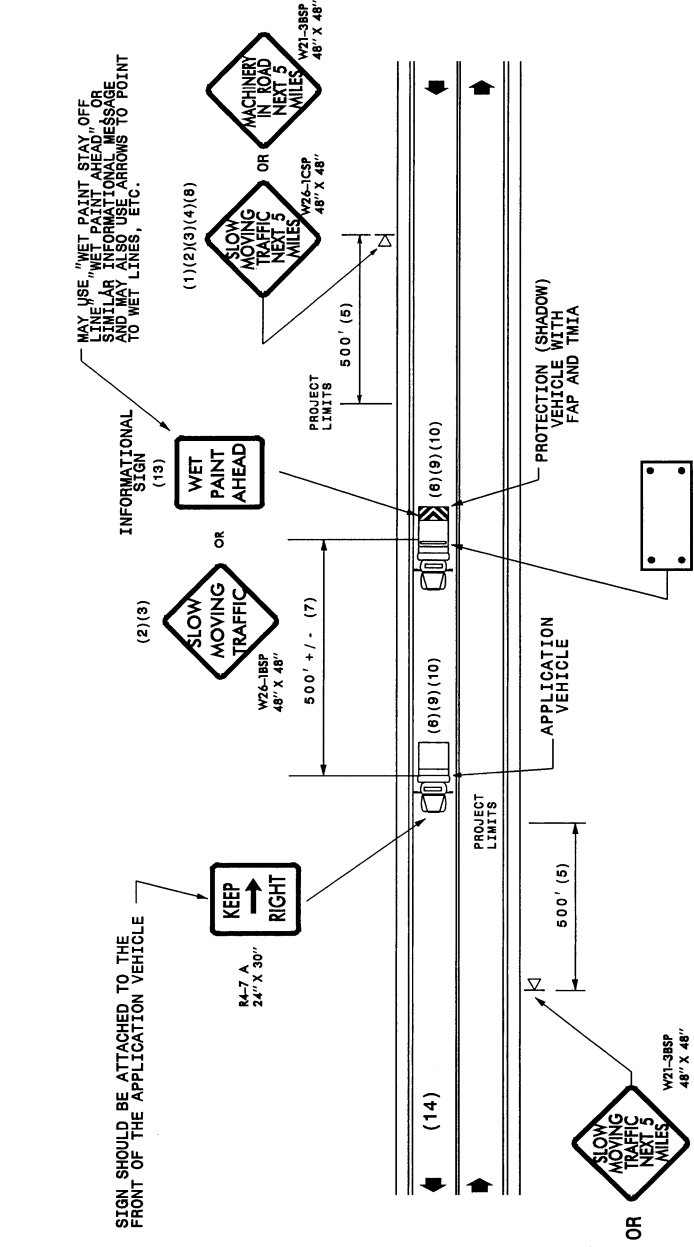 MAY USE "WET PAINT STAY OFF
LINE", "WET PAINT AHEAD", OR
SIMILAR INFORMATIONAL MESSAGE
AND MAY ALSO USE ARROWS TO POINT
TO WET LINES, ETC.
INFORMATIONAL
SIGN
(13)
WET
PAINT
AHEAD
OR
(2)(3)
SLOW
MOVING
TRAFFIC
W26-1BSP
48" X 48"
(1)(2)(3)(4)(8)
SLOW
MOVING
TRAFFIC
NEXT 5
MILES
W26-1CSP
48" X 48"
OR
MACHINERY
IN ROAD
NEXT 5
MILES
W21-3BSP
48" X 48"
SIGN SHOULD BE ATTACHED TO THE
FRONT OF THE APPLICATION VEHICLE
KEEP
RIGHT
R4-7 A
24" X 30"
500' +/- (7)
PROJECT
LIMITS
500' (5)
(14)
(6)(9)(10)
(6)(9)(10)
PROJECT
LIMITS
500' (5)
APPLICATION
VEHICLE
PROTECTION (SHADOW)
VEHICLE WITH
FAP AND TMIA
OR
SLOW
MOVING
TRAFFIC
NEXT 5
MILES
W21-3BSP
48" X 48"